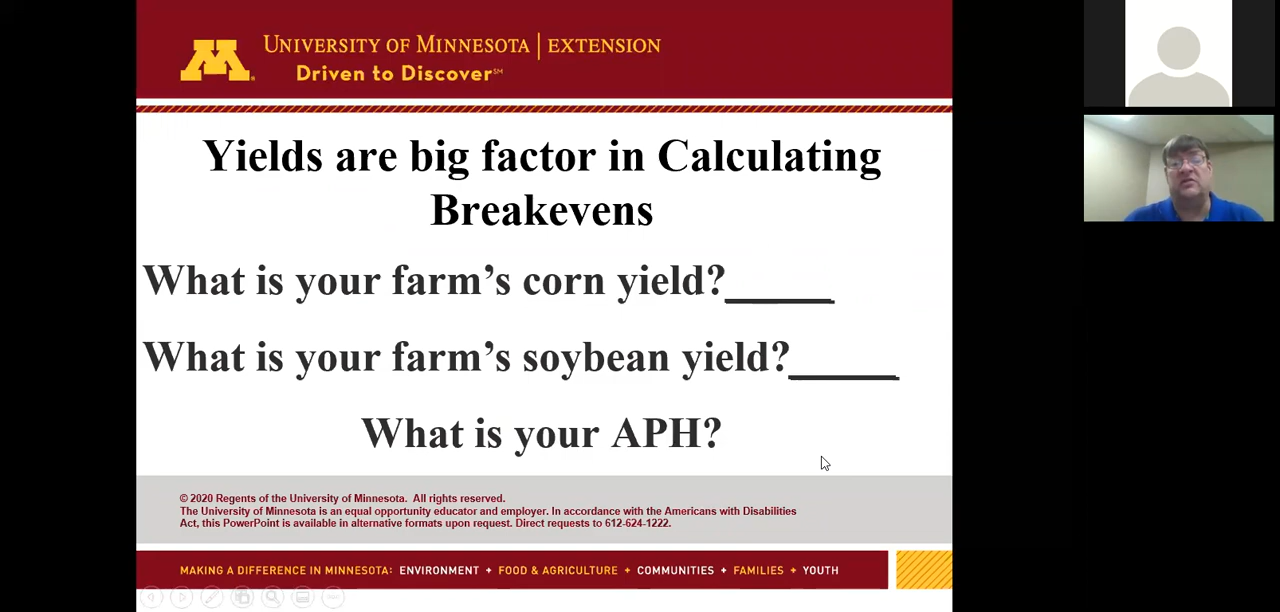 UNIVERSITY OF MINNESOTA | EXTENSION
Driven to Discover℠
Yields are big factor in Calculating
Breakevens
What is your farm’s corn yield?_____
What is your farm’s soybean yield?_____
What is your APH?
© 2020 Regents of the University of Minnesota. All rights reserved.
The University of Minnesota is an equal opportunity educator and employer. In accordance with the Americans with Disabilities
Act, this PowerPoint is available in alternative formats upon request. Direct requests to 612-624-1222.
MAKING A DIFFERENCE IN MINNESOTA: ENVIRONMENT + FOOD & AGRICULTURE + COMMUNITIES + FAMILIES + YOUTH